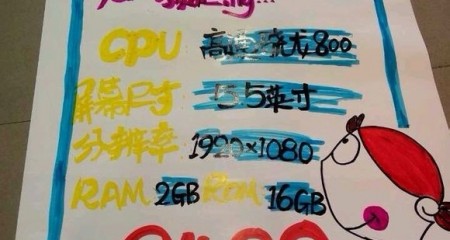 CPU 高通骁龙800
屏幕尺寸 5.5英寸
分辨率 1920×1080
RAM 2GB ROM 16GB